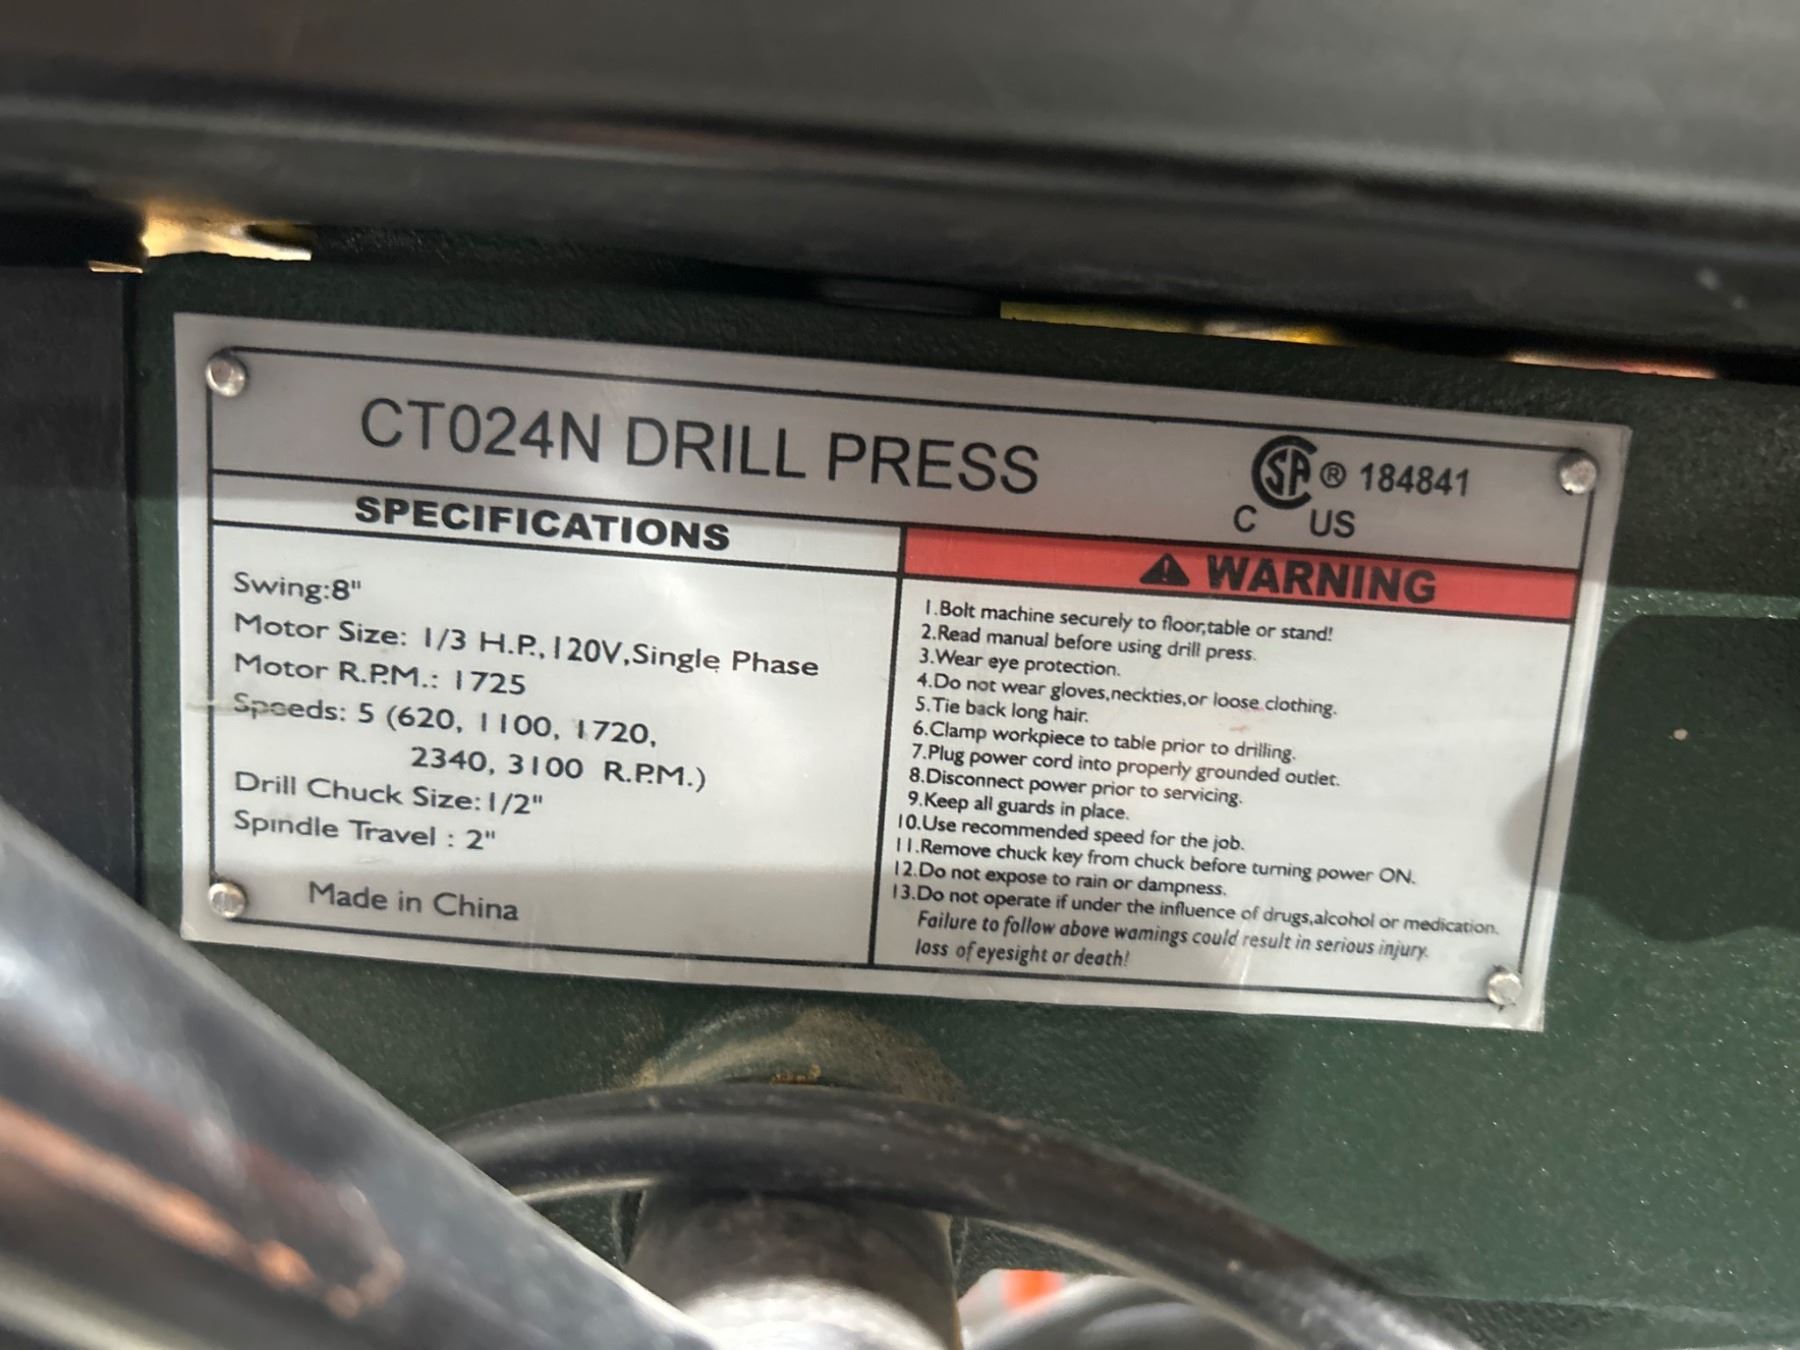 CT024N DRILL PRESS
SA ® 184841
C US
SPECIFICATIONS
Swing:8"
Motor Size: 1/3 H.P., 120V,Single Phase
Motor R.P.M.: 1725
Speeds: 5 (620, 1100, 1720,
2340, 3100 R.P.M.)
Drill Chuck Size:1/2"
Spindle Travel : 2"
Made in China
WARNING
1.Bolt machine securely to floor,table or stand!
2.Read manual before using drill press.
3.Wear eye protection.
4.Do not wear gloves,neckties,or loose clothing.
5.Tie back long hair.
6.Clamp workpiece to table prior to drilling.
7.Plug power cord into properly grounded outlet.
8.Disconnect power prior to servicing.
9.Keep all guards in place.
10.Use recommended speed for the job.
11.Remove chuck key from chuck before turning power ON.
12.Do not expose to rain or dampness.
13.Do not operate if under the influence of drugs,alcohol or medication.
Failure to follow above warnings could result in serious injury.
loss of eyesight or death!